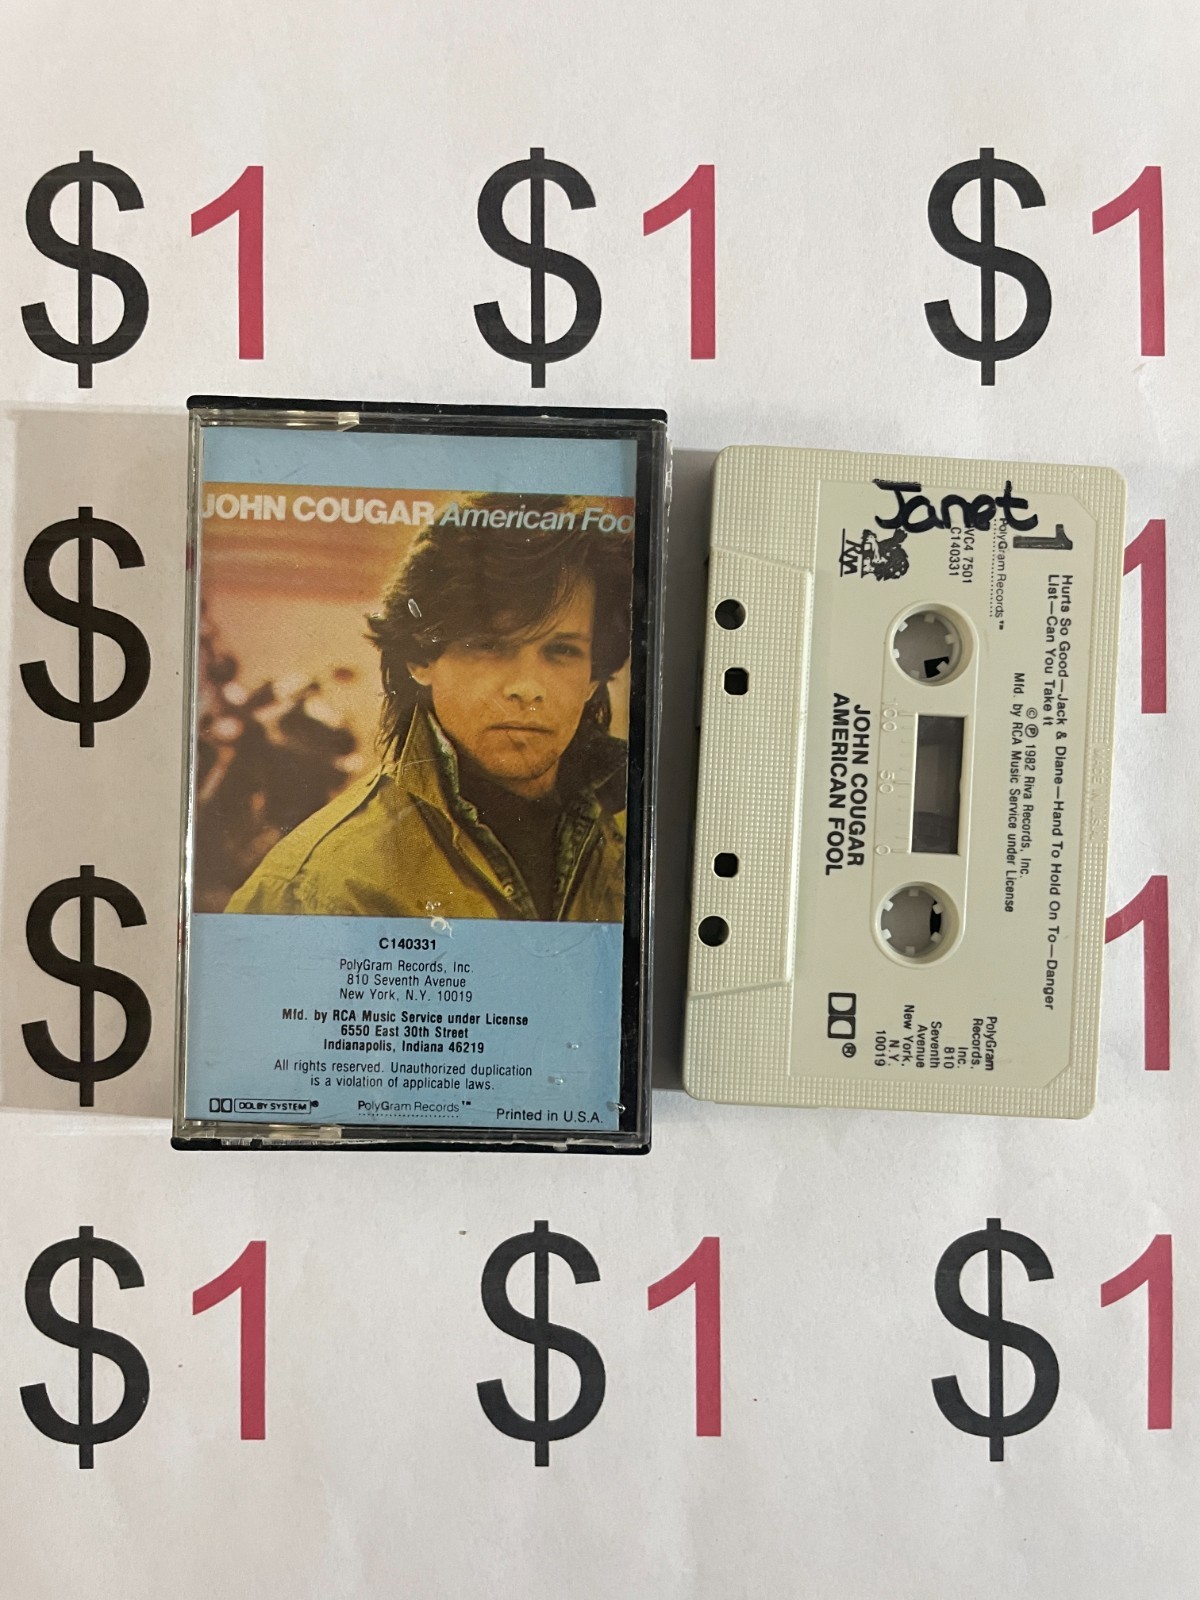 $1 $1 $1
JOHN COUGAR American Foo
C140331
PolyGram Records, Inc.
810 Seventh Avenue
New York, N.Y. 10019
Mfd. by RCA Music Service under License
6550 East 30th Street
Indianapolis, Indiana 46219
All rights reserved. Unauthorized duplication
is a violation of applicable laws.
DOLBY SYSTEM®
PolyGram Records™
Printed in U.S.A.
$ 1
$ 1
Janet
1
Hurts So Good—Jack & Diane—Hand To Hold On To—Danger
List—Can You Take It
PolyGram Records™
VC4 7501
C140331
© ℗ 1982 Riva Records, Inc.
Mfd. by RCA Music Service under License
100 50 0
JOHN COUGAR
AMERICAN FOOL
PolyGram
Records,
Inc.
810
Seventh
Avenue
New York,
N.Y.
10019
®
$1 $1 $1